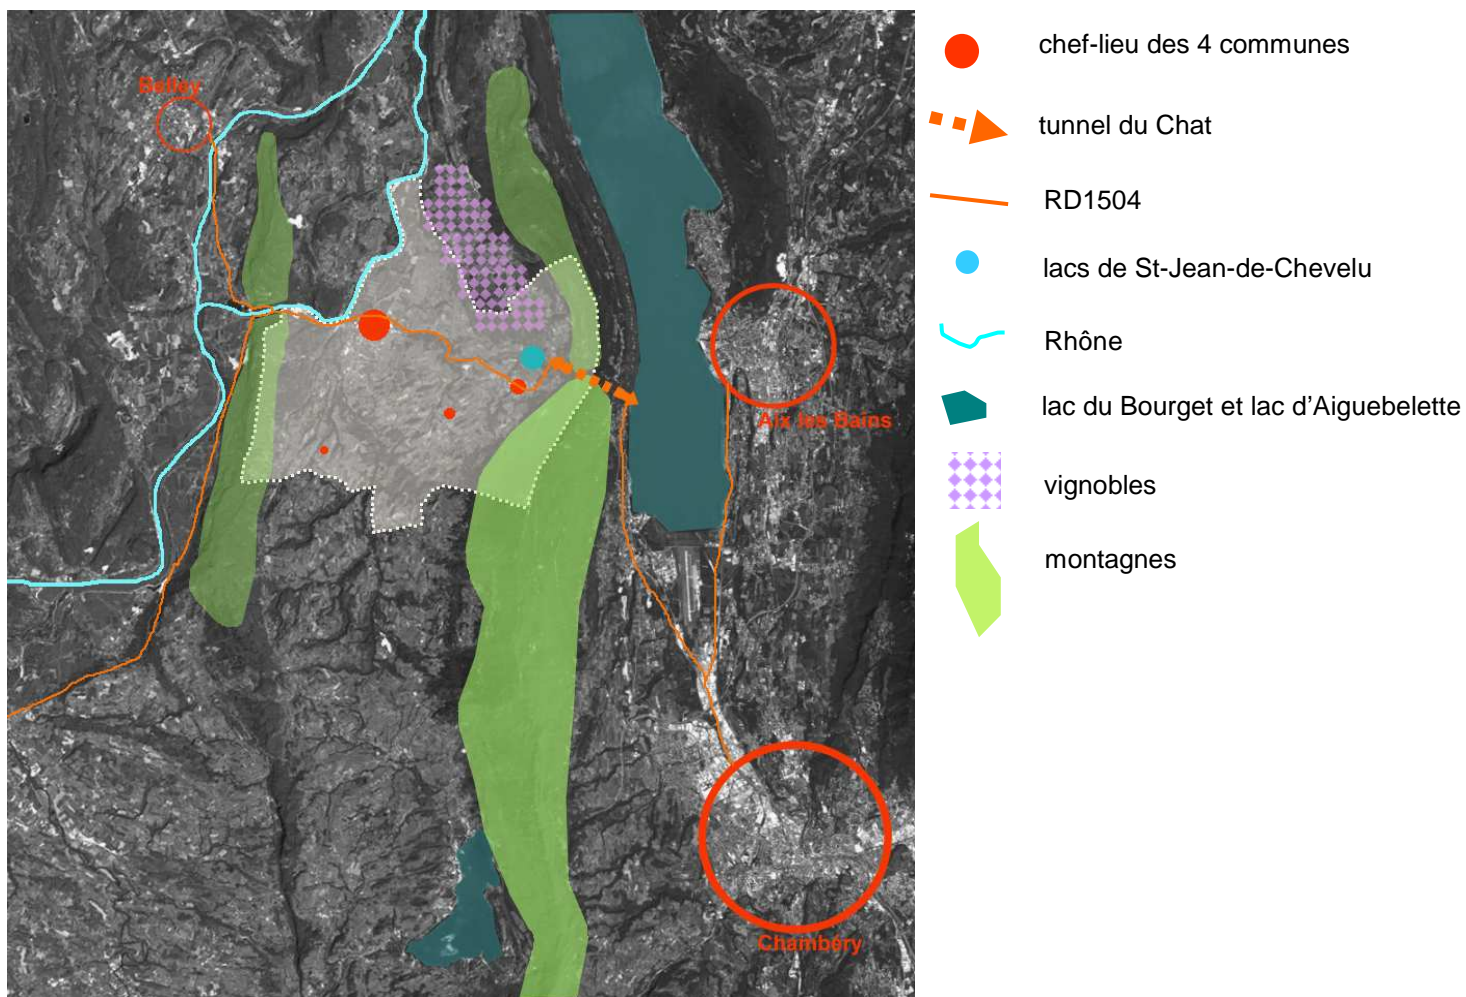 Belley
Aix les Bains
Chambéry
chef-lieu des 4 communes
tunnel du Chat
RD1504
lacs de St-Jean-de-Chevelu
Rhône
lac du Bourget et lac d'Aiguebelette
vignobles
montagnes